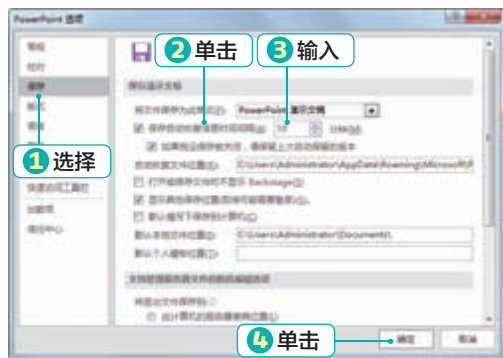 PowerPoint 选项
常规
校对
保存
版式
语言
快速访问工具栏
加载项
信任中心
2 单击
3 输入
1 选择
4 单击
保存演示文稿
将文件保存为此格式(F): PowerPoint 演示文稿
保存自动恢复信息时间间隔(A) 10 分钟(M)
如果我没保存就关闭，请保留上次自动保留的版本
自动恢复文件位置(R): C:\Users\Administrator\AppData\Roaming\Microsoft\P
打开或保存文件时不显示 Backstage(S)
显示其他保存位置(即使可能需要登录)(S)。
默认情况下保存到计算机(C)
默认本地文件位置(I): C:\Users\Administrator\Documents\
默认个人模板位置(T):
文档管理服务器文件的脱机编辑选项
将签出文件保存到:
此计算机的服务器草稿位置(L)
确定
取消